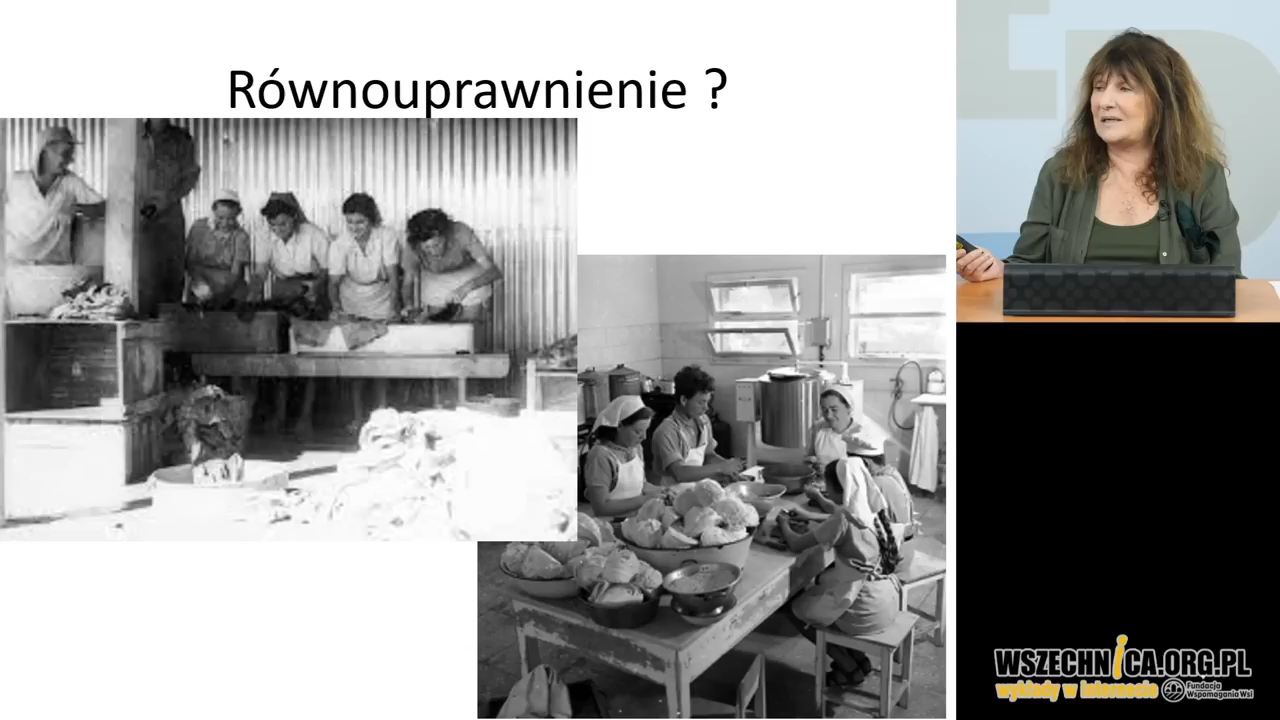 Równouprawnienie ?
WSZECHNICA.ORG.PL
wykłady w internecie
Fundacja
Wspomagania Wsi